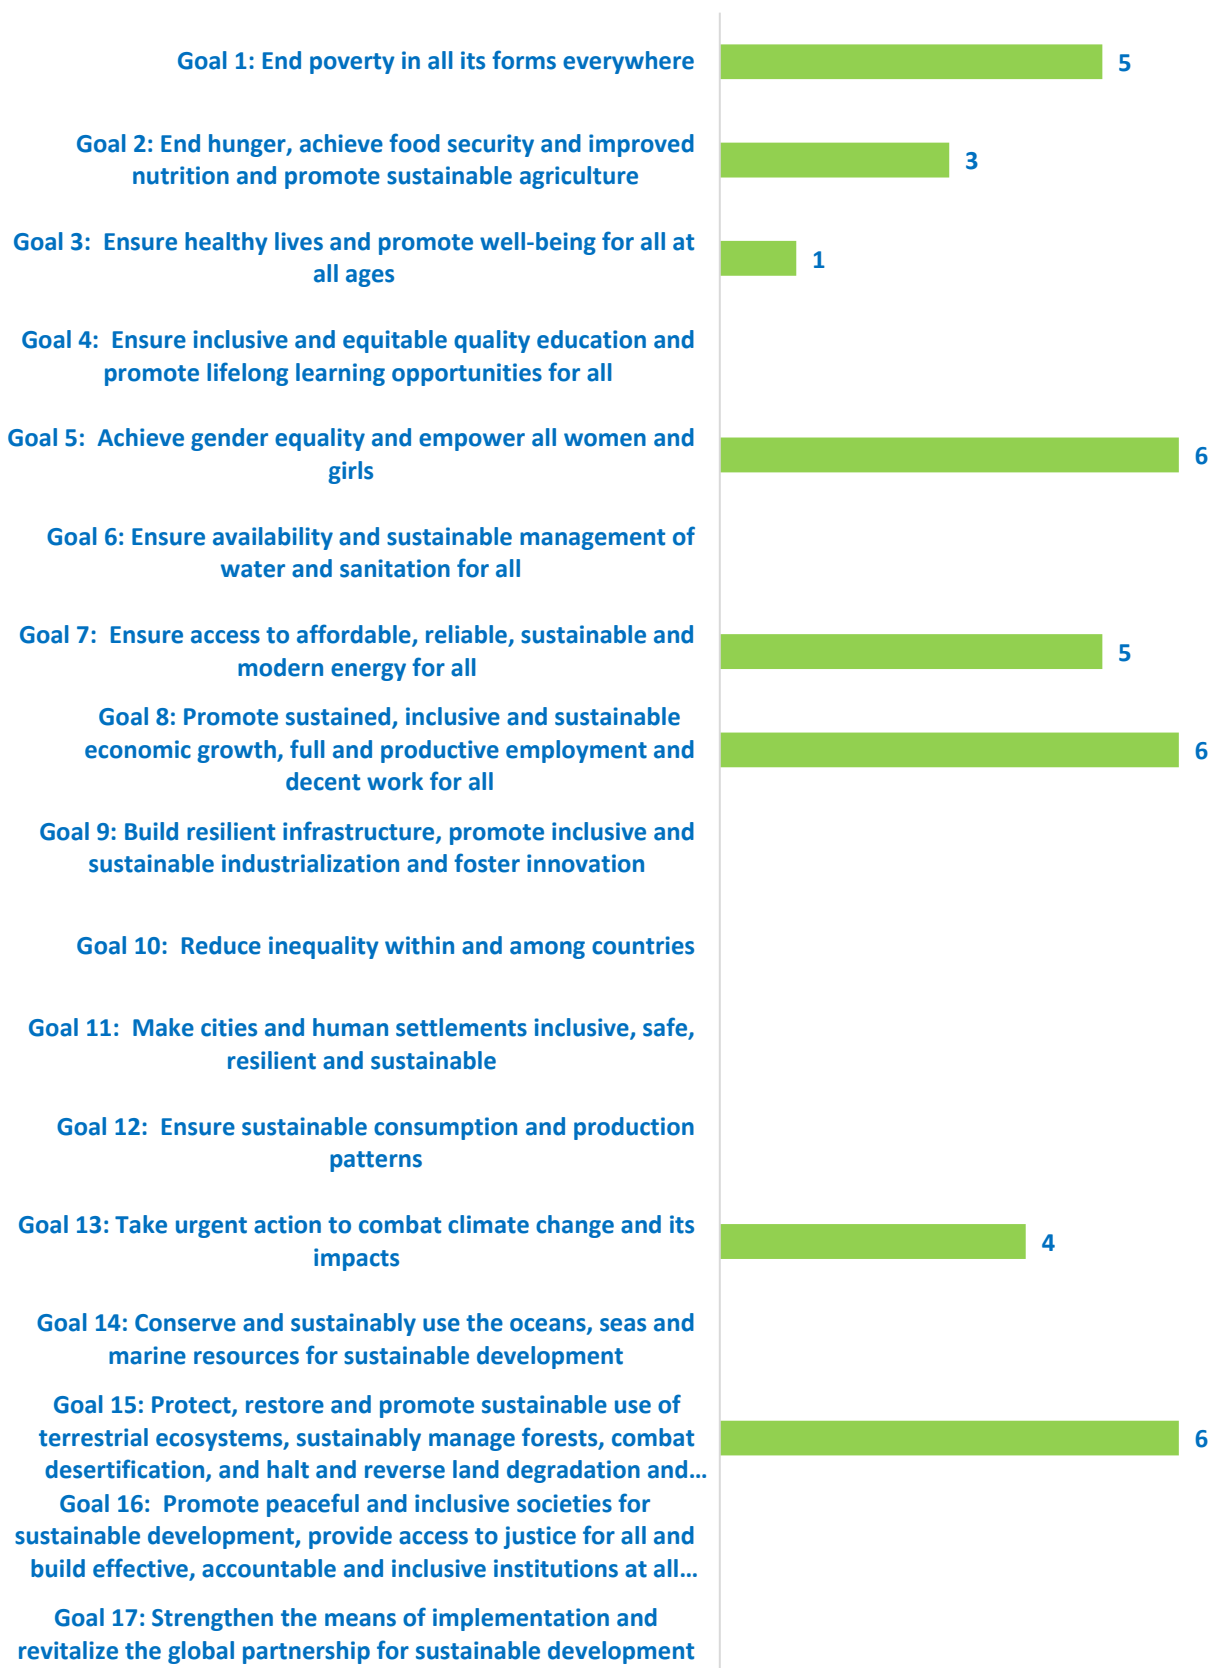 Goal 1: End poverty in all its forms everywhere
5
Goal 2: End hunger, achieve food security and improved
nutrition and promote sustainable agriculture
3
Goal 3:  Ensure healthy lives and promote well-being for all at
all ages
1
Goal 4:  Ensure inclusive and equitable quality education and
promote lifelong learning opportunities for all
Goal 5:  Achieve gender equality and empower all women and
girls
6
Goal 6: Ensure availability and sustainable management of
water and sanitation for all
Goal 7:  Ensure access to affordable, reliable, sustainable and
modern energy for all
5
Goal 8: Promote sustained, inclusive and sustainable
economic growth, full and productive employment and
decent work for all
6
Goal 9: Build resilient infrastructure, promote inclusive and
sustainable industrialization and foster innovation
Goal 10:  Reduce inequality within and among countries
Goal 11:  Make cities and human settlements inclusive, safe,
resilient and sustainable
Goal 12:  Ensure sustainable consumption and production
patterns
Goal 13: Take urgent action to combat climate change and its
impacts
4
Goal 14: Conserve and sustainably use the oceans, seas and
marine resources for sustainable development
Goal 15: Protect, restore and promote sustainable use of
terrestrial ecosystems, sustainably manage forests, combat
desertification, and halt and reverse land degradation and…
6
Goal 16:  Promote peaceful and inclusive societies for
sustainable development, provide access to justice for all and
build effective, accountable and inclusive institutions at all…
Goal 17: Strengthen the means of implementation and
revitalize the global partnership for sustainable development